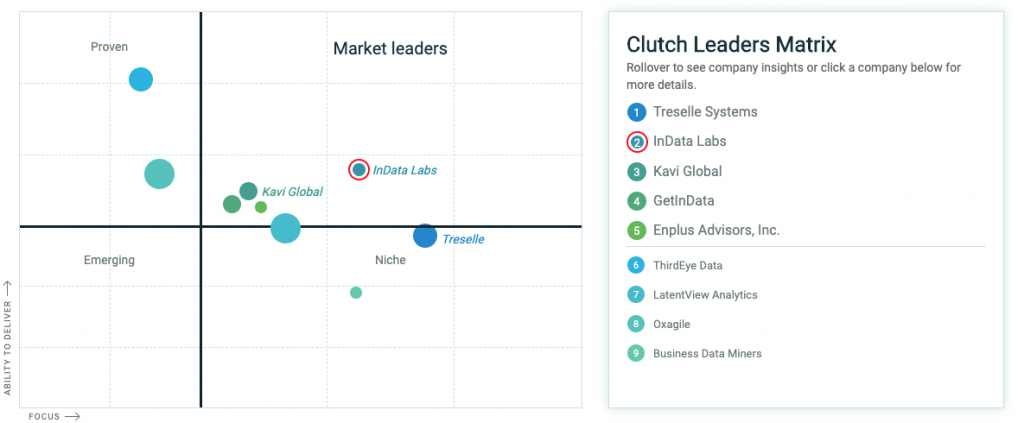 Proven
Market leaders
InData Labs
Kavi Global
Treselle
Emerging
Niche
ABILITY TO DELIVER
FOCUS
Clutch Leaders Matrix
Rollover to see company insights or click a company below for
more details.
1 Treselle Systems
2 InData Labs
3 Kavi Global
4 GetInData
5 Enplus Advisors, Inc.
6 ThirdEye Data
7 LatentView Analytics
8 Oxagile
9 Business Data Miners